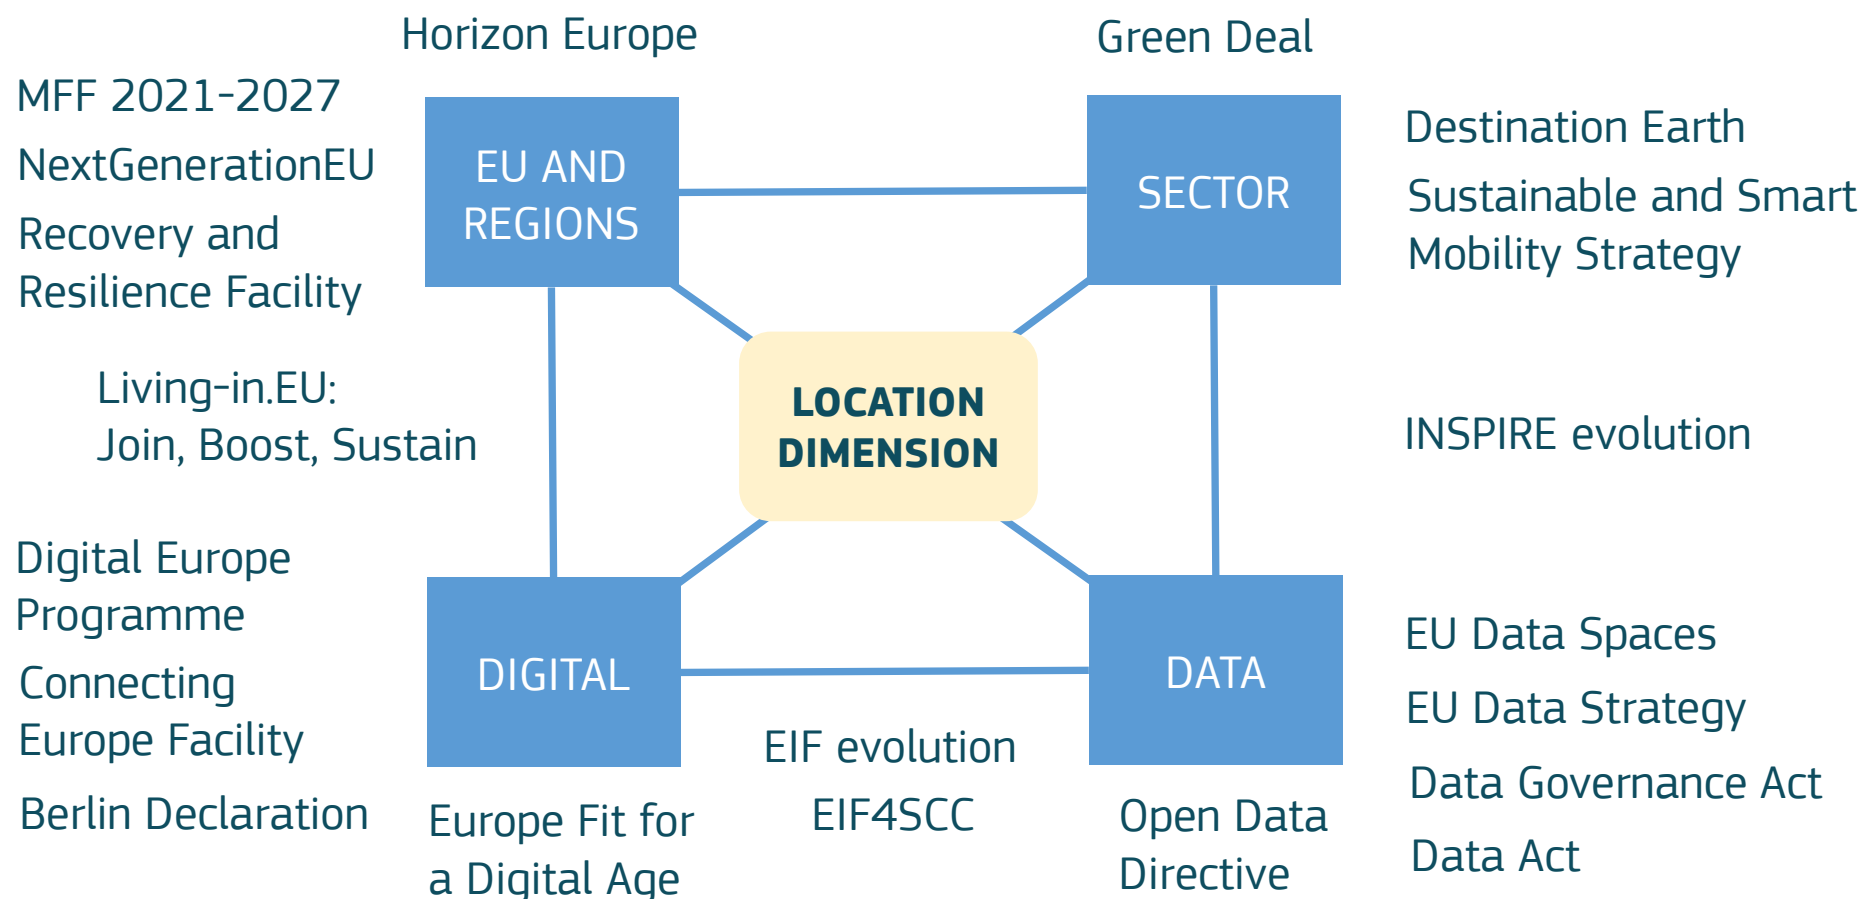 Horizon Europe
Green Deal
MFF 2021-2027
NextGenerationEU
Recovery and
Resilience Facility
EU AND
REGIONS
SECTOR
Destination Earth
Sustainable and Smart
Mobility Strategy
Living-in.EU:
Join, Boost, Sustain
LOCATION
DIMENSION
INSPIRE evolution
Digital Europe
Programme
Connecting
Europe Facility
Berlin Declaration
DIGITAL
DATA
EU Data Spaces
EU Data Strategy
Data Governance Act
Data Act
EIF evolution
EIF4SCC
Europe Fit for
a Digital Age
Open Data
Directive